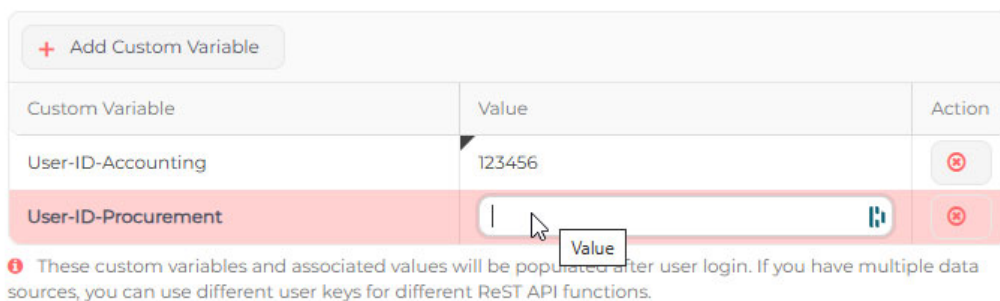 Add Custom Variable
Custom Variable Value Action
User-ID-Accounting 123456
User-ID-Procurement
Value
These custom variables and associated values will be populated after user login. If you have multiple data
sources, you can use different user keys for different ReST API functions.